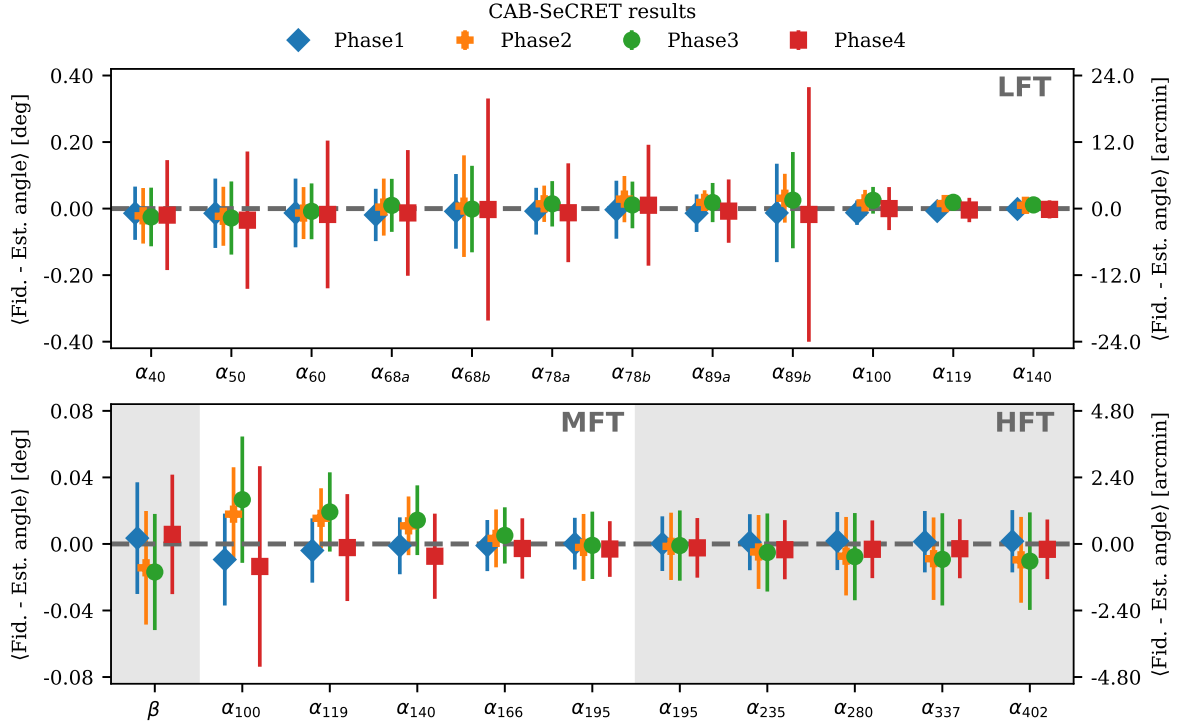 CAB-SeCRET results
Phase1 Phase2 Phase3 Phase4
LFT
⟨Fid. - Est. angle⟩ [deg]
0.40
0.20
0.00
-0.20
-0.40
24.0
12.0
0.0
-12.0
-24.0
⟨Fid. - Est. angle⟩ [arcmin]
α40 α50 α60 α68a α68b α78a α78b α89a α89b α100 α119 α140
MFT HFT
⟨Fid. - Est. angle⟩ [deg]
0.08
0.04
0.00
-0.04
-0.08
4.80
2.40
0.00
-2.40
-4.80
⟨Fid. - Est. angle⟩ [arcmin]
β α100 α119 α140 α166 α195 α195 α235 α280 α337 α402